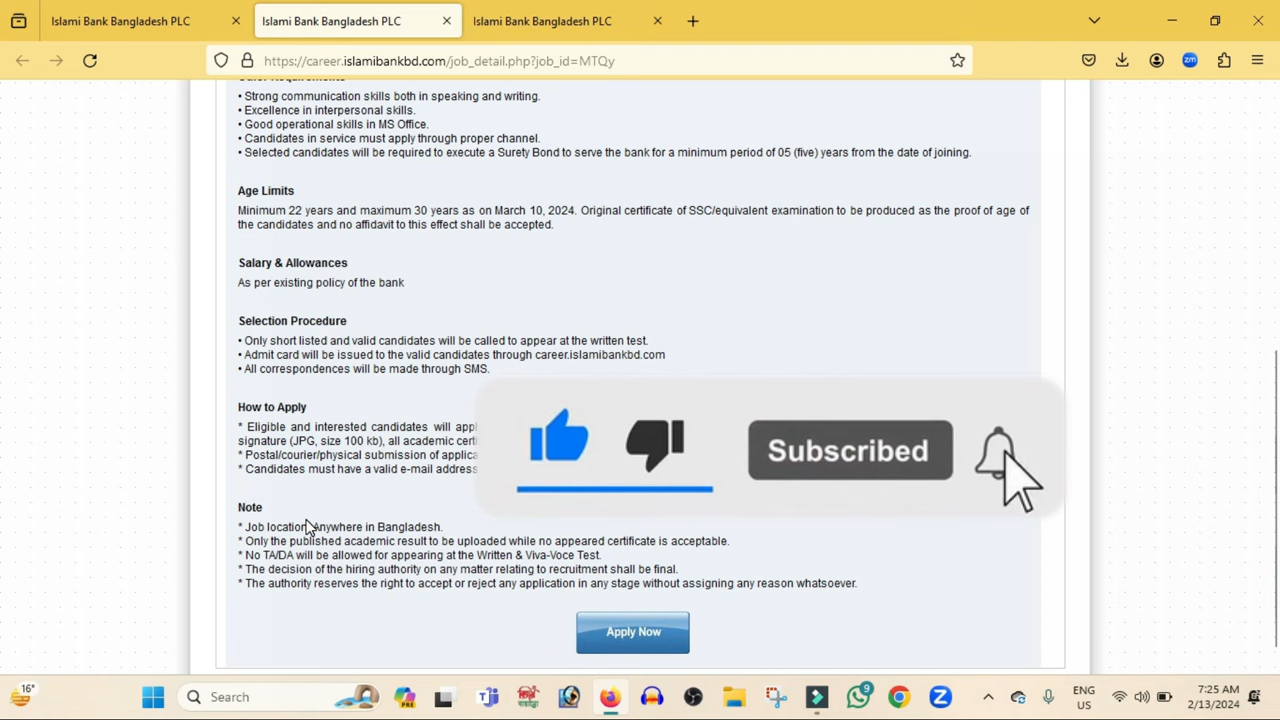 Islami Bank Bangladesh PLC
Islami Bank Bangladesh PLC
Islami Bank Bangladesh PLC
https://career.islamibankbd.com/job_detail.php?job_id=MTQy
• Strong communication skills both in speaking and writing.
• Excellence in interpersonal skills.
• Good operational skills in MS Office.
• Candidates in service must apply through proper channel.
• Selected candidates will be required to execute a Surety Bond to serve the bank for a minimum period of 05 (five) years from the date of joining.
Age Limits
Minimum 22 years and maximum 30 years as on March 10, 2024. Original certificate of SSC/equivalent examination to be produced as the proof of age of
the candidates and no affidavit to this effect shall be accepted.
Salary & Allowances
As per existing policy of the bank
Selection Procedure
• Only short listed and valid candidates will be called to appear at the written test.
• Admit card will be issued to the valid candidates through career.islamibankbd.com
• All correspondences will be made through SMS.
How to Apply
* Eligible and interested candidates will
signature (JPG, size 100 kb), all academic
* Postal/courier/physical submission of
* Candidates must have a valid e-mail address
Subscribed
Note
* Job location Anywhere in Bangladesh.
* Only the published academic result to be uploaded while no appeared certificate is acceptable.
* No TA/DA will be allowed for appearing at the Written & Viva-Voce Test.
* The decision of the hiring authority on any matter relating to recruitment shall be final.
* The authority reserves the right to accept or reject any application in any stage without assigning any reason whatsoever.
Apply Now
16°
Search
PRE
9
ENG
US
7:25 AM
2/13/2024